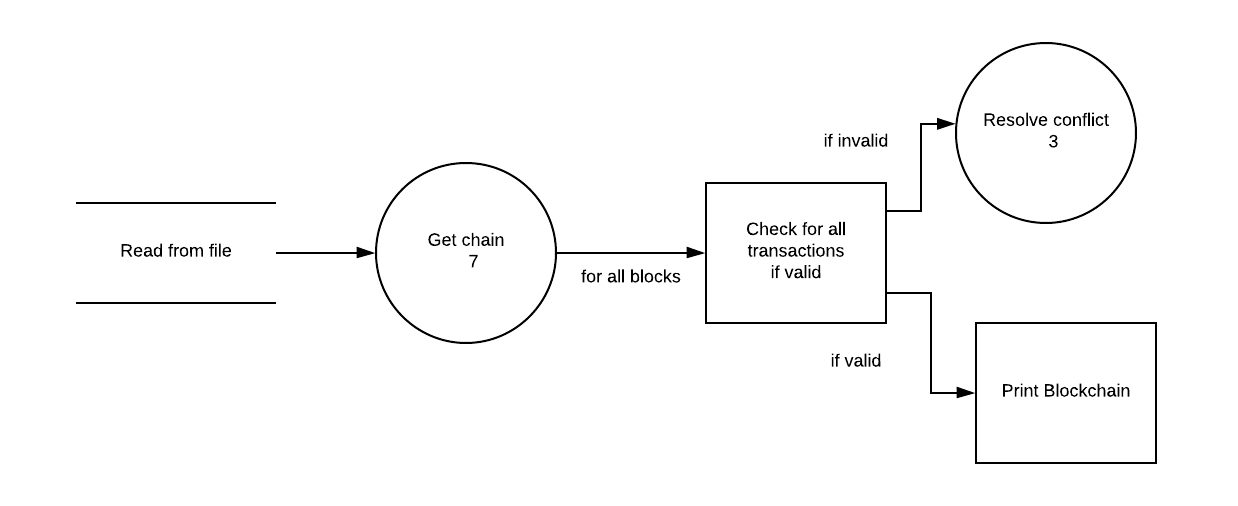 Read from file
Get chain
7
for all blocks
Check for all
transactions
if valid
if invalid
Resolve conflict
3
if valid
Print Blockchain